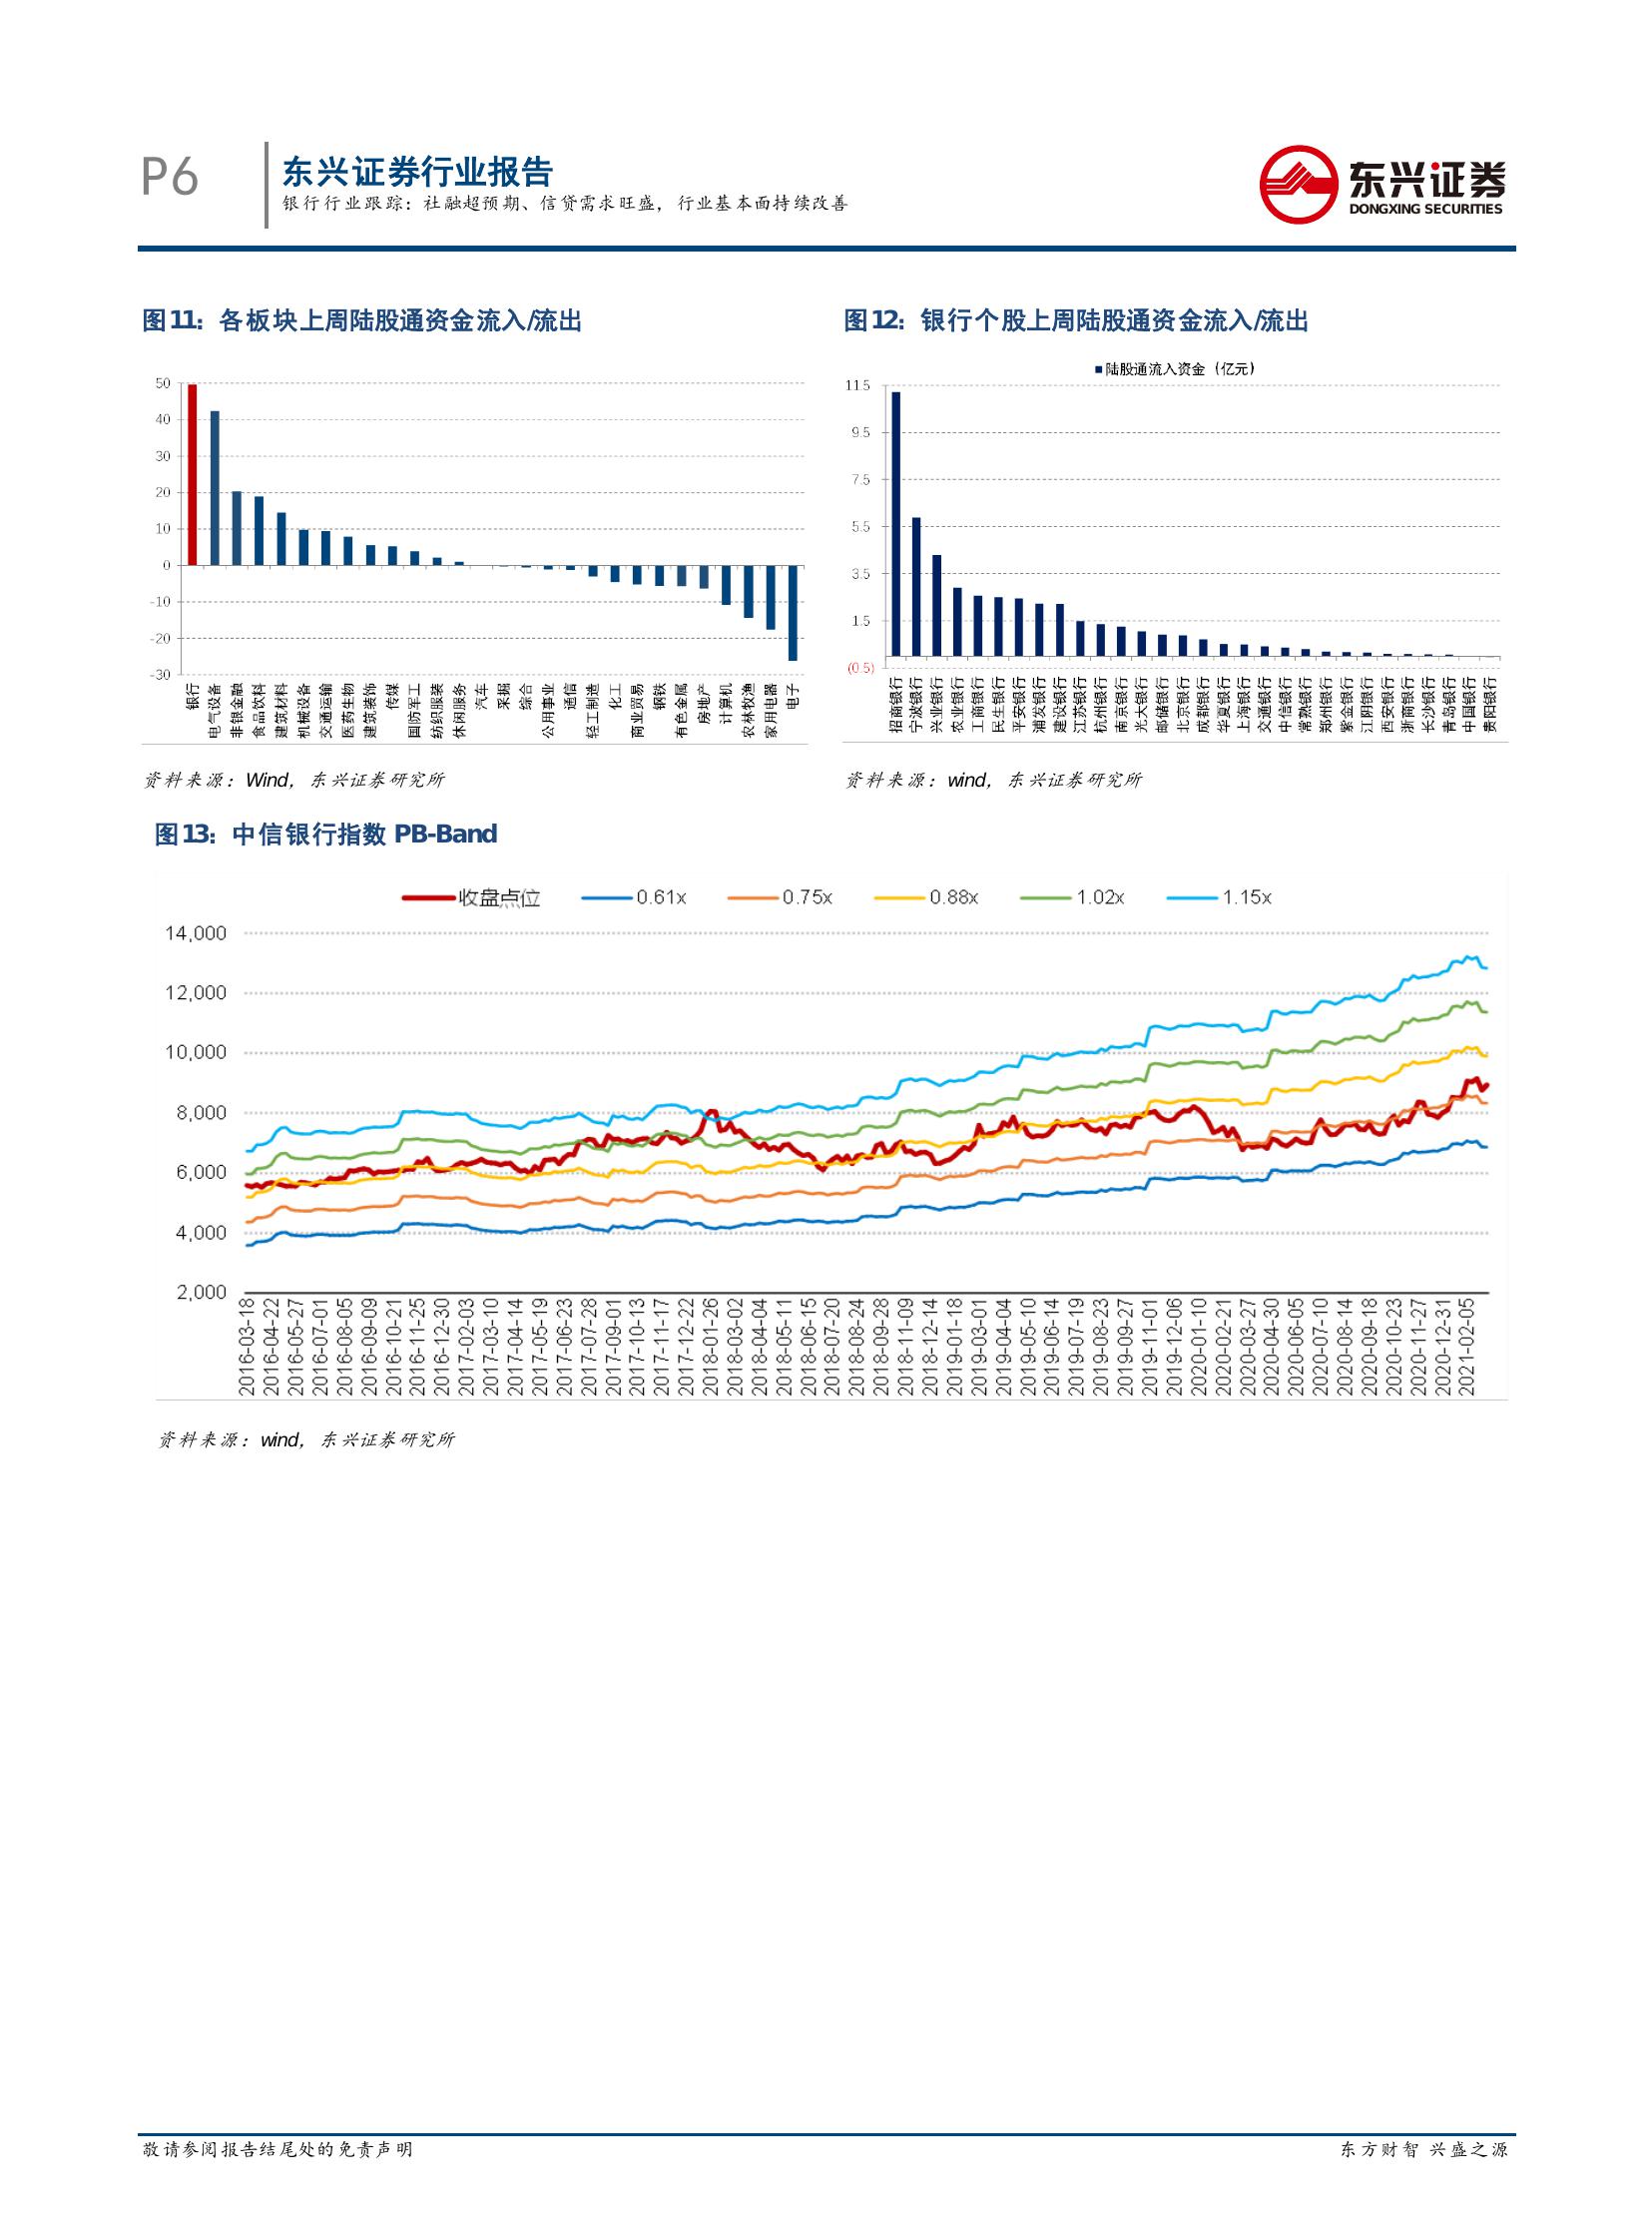 P6
东兴证券行业报告
银行行业跟踪：社融超预期、信贷需求旺盛，行业基本面持续改善
东兴证券
DONGXING SECURITIES
图11：各板块上周陆股通资金流入/流出
50
40
30
20
10
0
-10
-20
-30
银行
电气设备
非银金融
食品饮料
建筑材料
机械设备
交通运输
医药生物
建筑装饰
传媒
国防军工
纺织服装
休闲服务
汽车
采掘
综合
公用事业
通信
轻工制造
化工
商业贸易
钢铁
有色金属
房地产
计算机
农林牧渔
家用电器
电子
资料来源：Wind，东兴证券研究所
图12：银行个股上周陆股通资金流入/流出
陆股通流入资金（亿元）
11.5
9.5
7.5
5.5
3.5
1.5
(0.5)
招商银行
宁波银行
兴业银行
农业银行
工商银行
民生银行
平安银行
浦发银行
建设银行
江苏银行
杭州银行
南京银行
光大银行
邮储银行
北京银行
成都银行
华夏银行
上海银行
交通银行
中信银行
常熟银行
郑州银行
紫金银行
江阴银行
西安银行
浙商银行
长沙银行
青岛银行
中国银行
贵阳银行
资料来源：wind，东兴证券研究所
图13：中信银行指数 PB-Band
收盘点位 0.61x 0.75x 0.88x 1.02x 1.15x
14,000
12,000
10,000
8,000
6,000
4,000
2,000
2016-03-18
2016-04-22
2016-05-27
2016-07-01
2016-08-05
2016-09-09
2016-10-21
2016-11-25
2016-12-30
2017-02-03
2017-03-10
2017-04-14
2017-05-19
2017-06-23
2017-07-28
2017-09-01
2017-10-13
2017-11-17
2017-12-22
2018-01-26
2018-03-02
2018-04-04
2018-05-11
2018-06-15
2018-07-20
2018-08-24
2018-09-28
2018-11-09
2018-12-14
2019-01-18
2019-03-01
2019-04-04
2019-05-10
2019-06-14
2019-07-19
2019-08-23
2019-09-27
2019-11-01
2019-12-06
2020-01-10
2020-02-21
2020-03-27
2020-04-30
2020-06-05
2020-07-10
2020-08-14
2020-09-18
2020-10-23
2020-11-27
2020-12-31
2021-02-05
资料来源：wind，东兴证券研究所
敬请参阅报告结尾处的免责声明
东方财智 兴盛之源